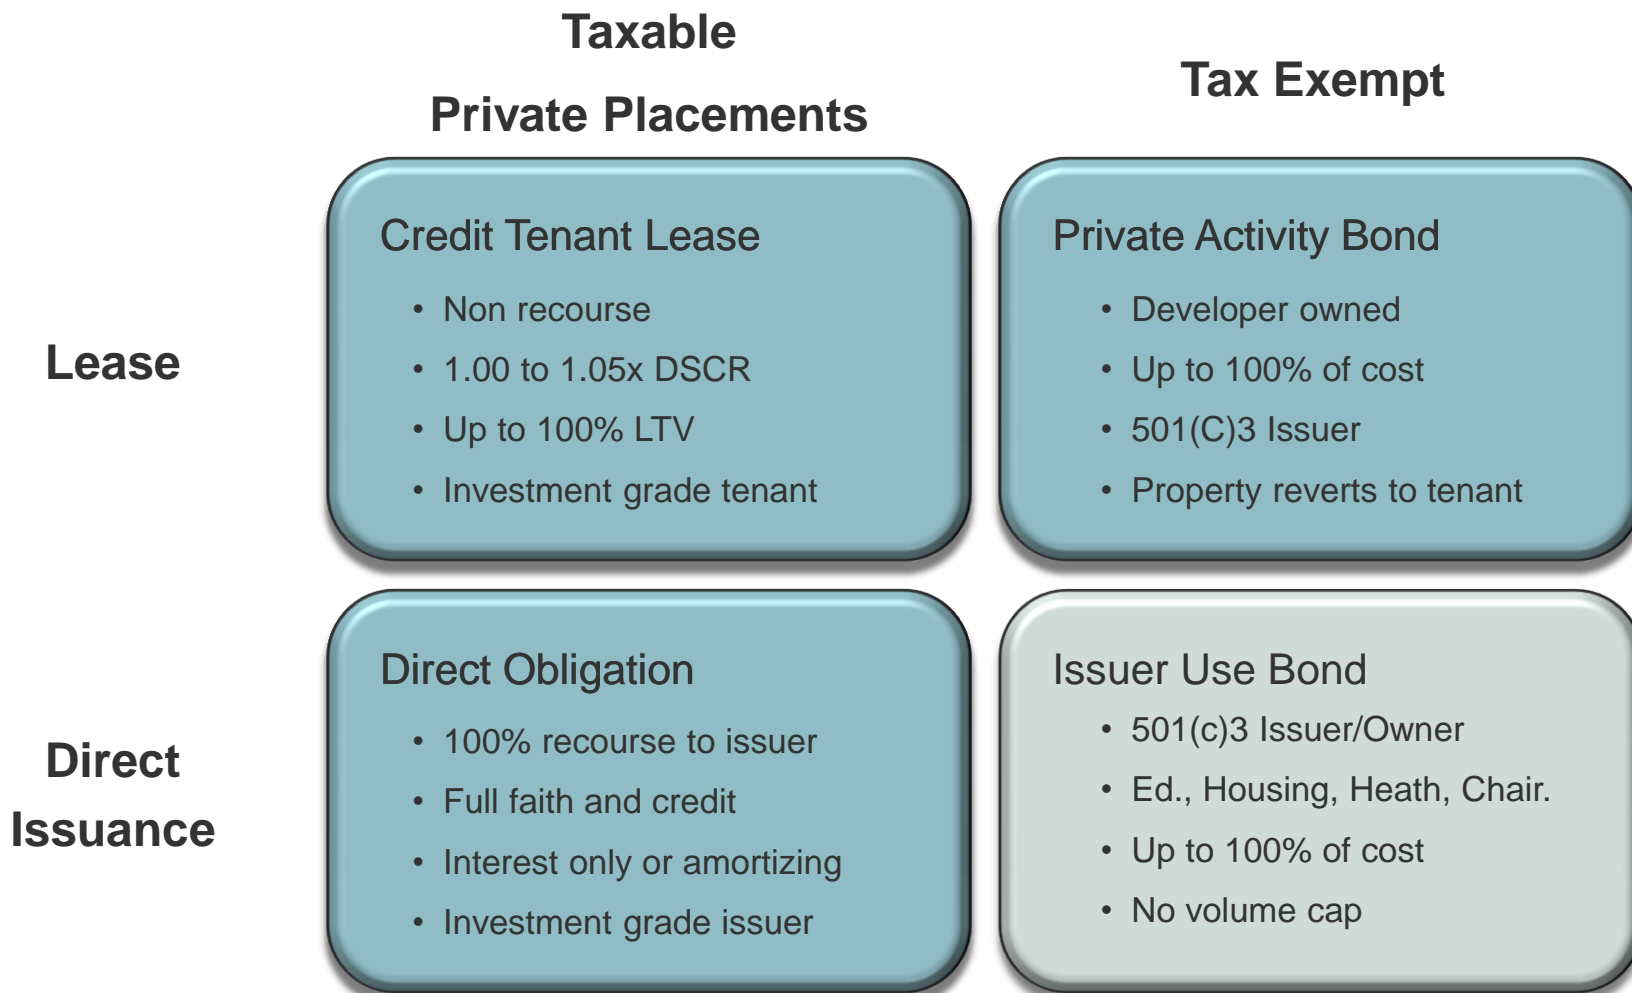 Taxable
Private Placements
Tax Exempt
Lease
Credit Tenant Lease
• Non recourse
• 1.00 to 1.05x DSCR
• Up to 100% LTV
• Investment grade tenant
Private Activity Bond
• Developer owned
• Up to 100% of cost
• 501(C)3 Issuer
• Property reverts to tenant
Direct
Issuance
Direct Obligation
• 100% recourse to issuer
• Full faith and credit
• Interest only or amortizing
• Investment grade issuer
Issuer Use Bond
• 501(c)3 Issuer/Owner
• Ed., Housing, Heath, Chair.
• Up to 100% of cost
• No volume cap